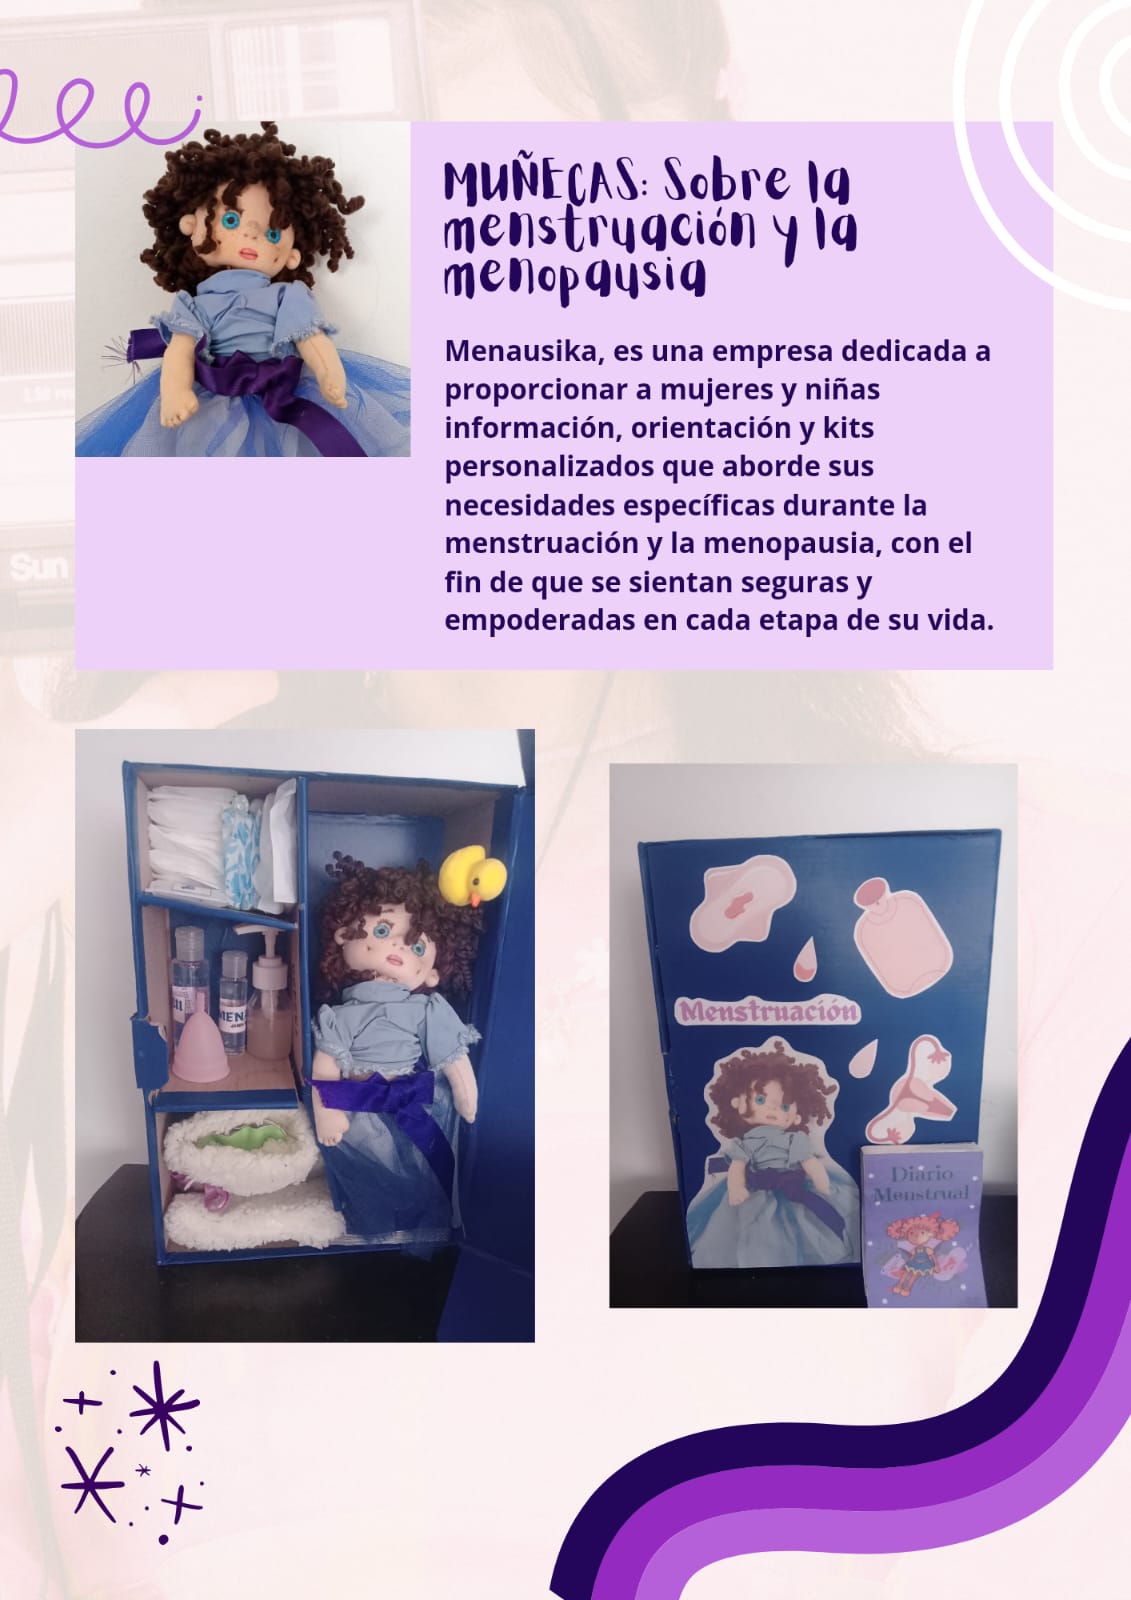 MUÑECAS: Sobre la
menstruación y la
menopausia
Menausika, es una empresa dedicada a
proporcionar a mujeres y niñas
información, orientación y kits
personalizados que aborde sus
necesidades específicas durante la
menstruación y la menopausia, con el
fin de que se sientan seguras y
empoderadas en cada etapa de su vida.
Sun
MENA
Menstruación
Diario
Menstrual